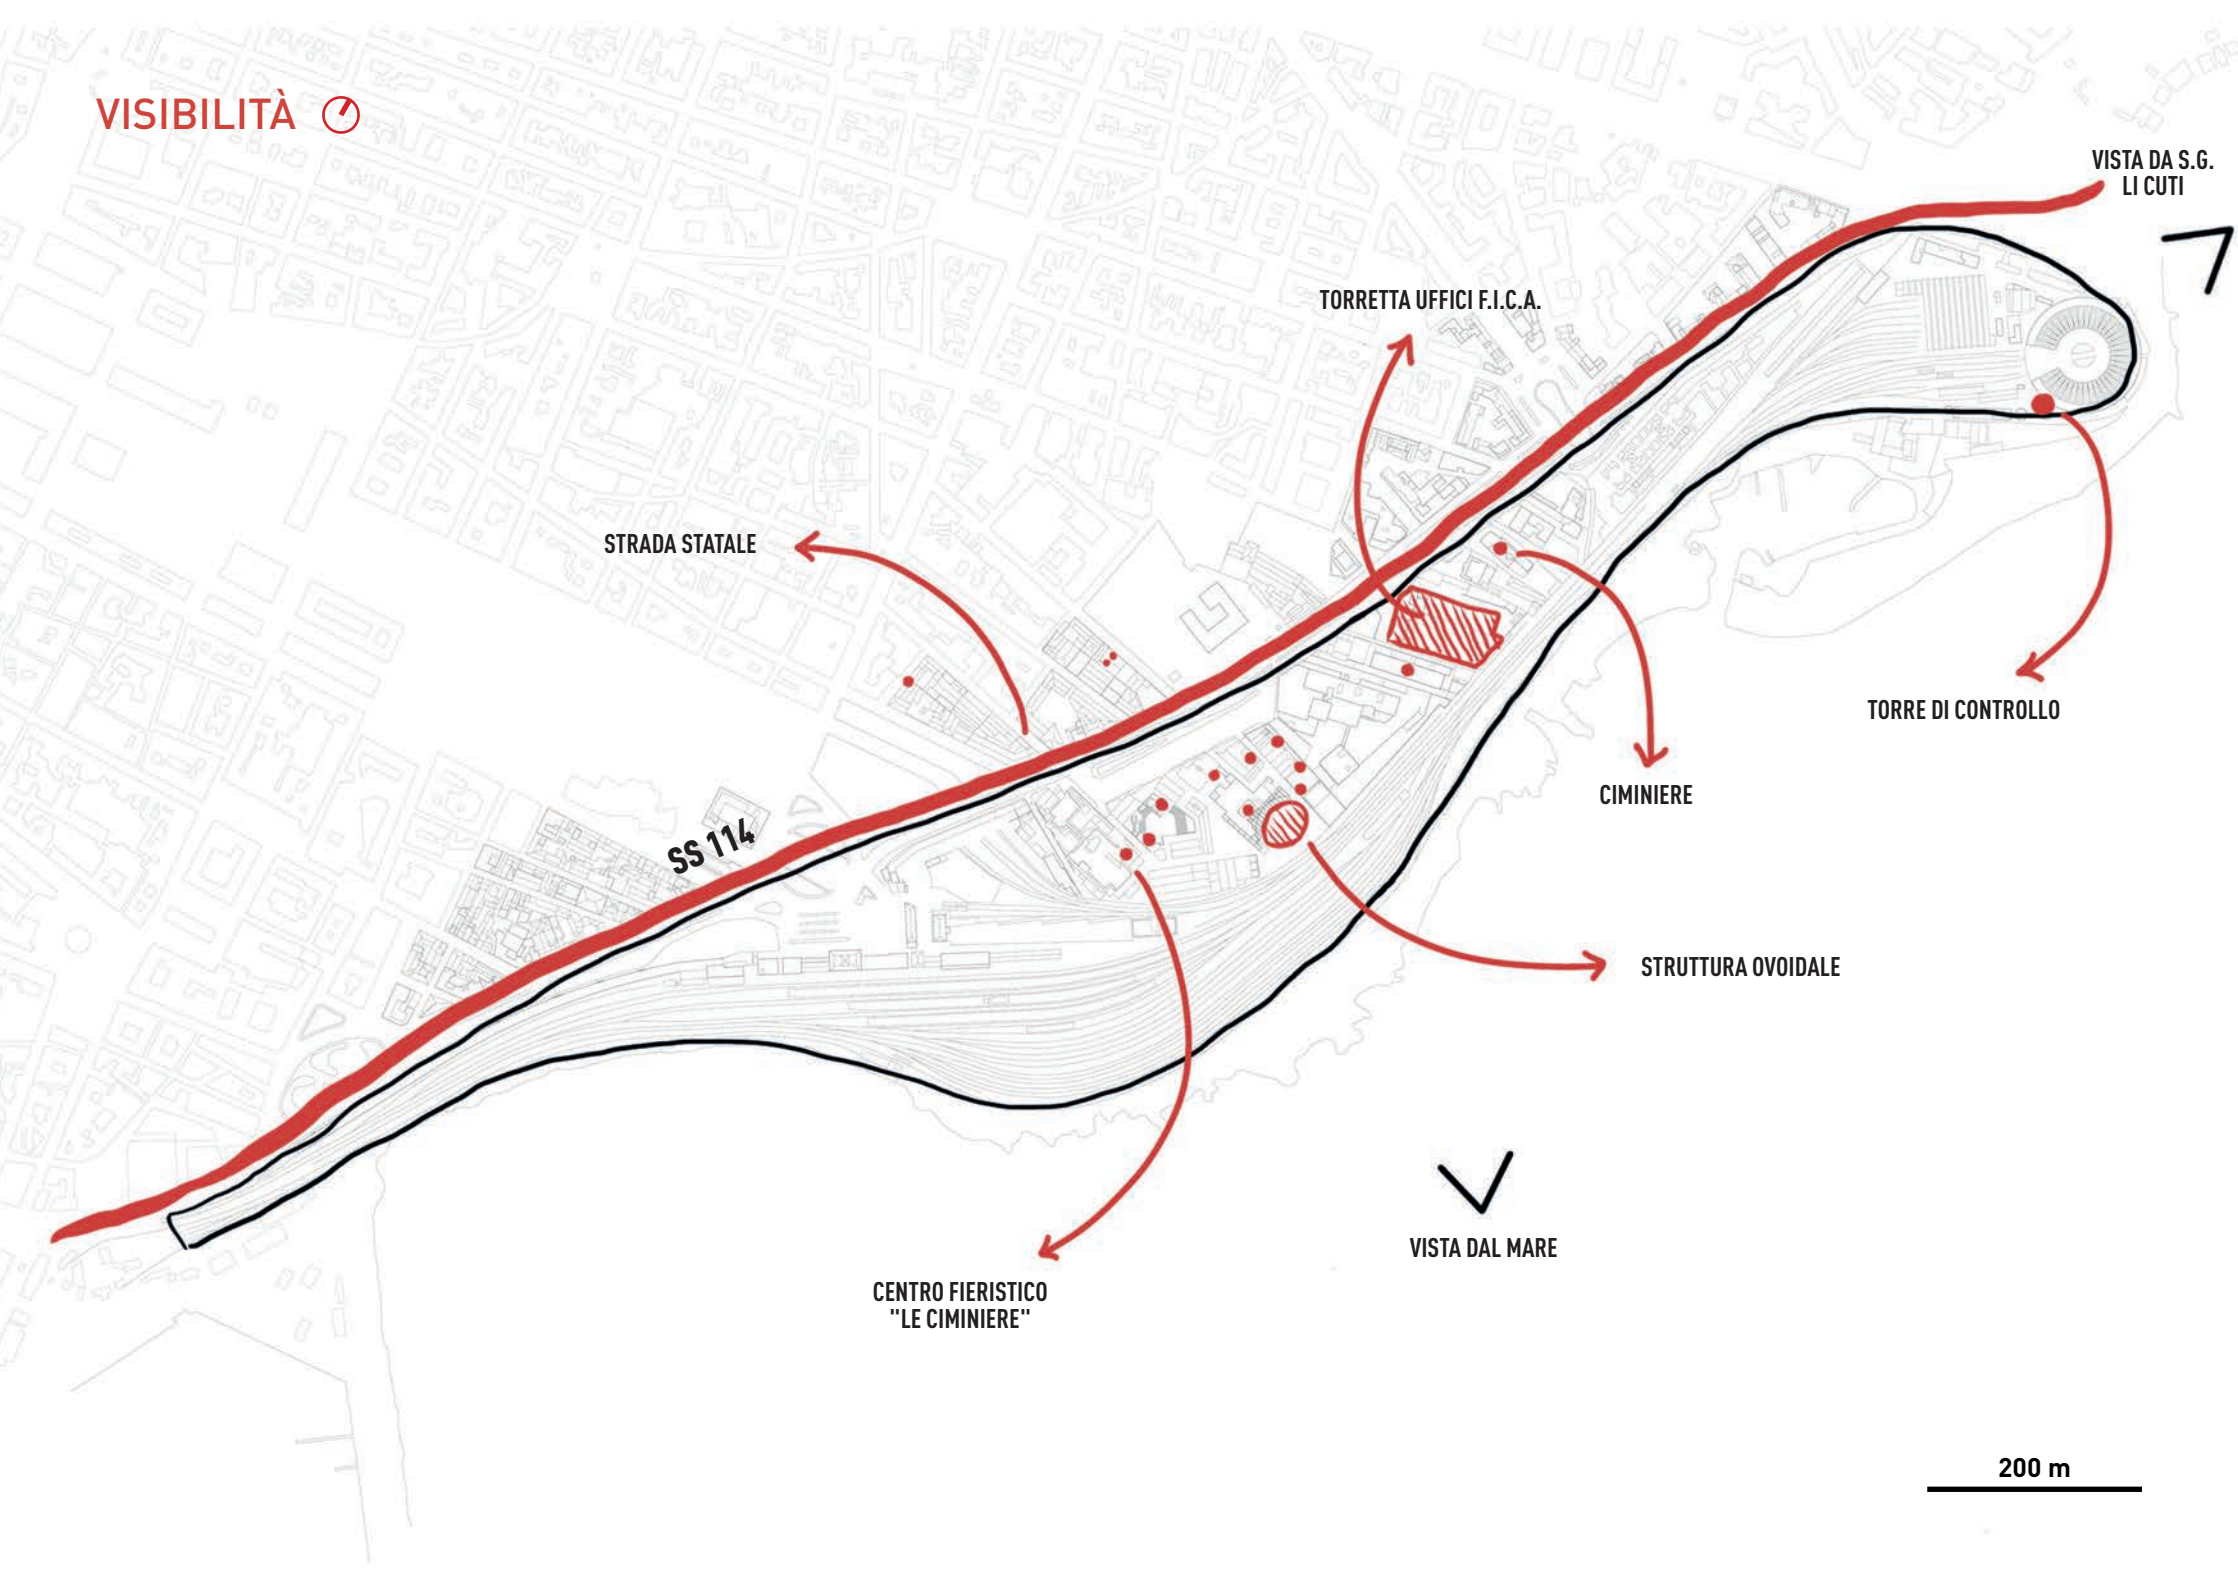 VISIBILITÀ
VISTA DA S.G.
LI CUTI
TORRETTA UFFICI F.I.C.A.
STRADA STATALE
TORRE DI CONTROLLO
CIMINIERE
SS 114
STRUTTURA OVOIDALE
VISTA DAL MARE
CENTRO FIERISTICO
"LE CIMINIERE"
200 m